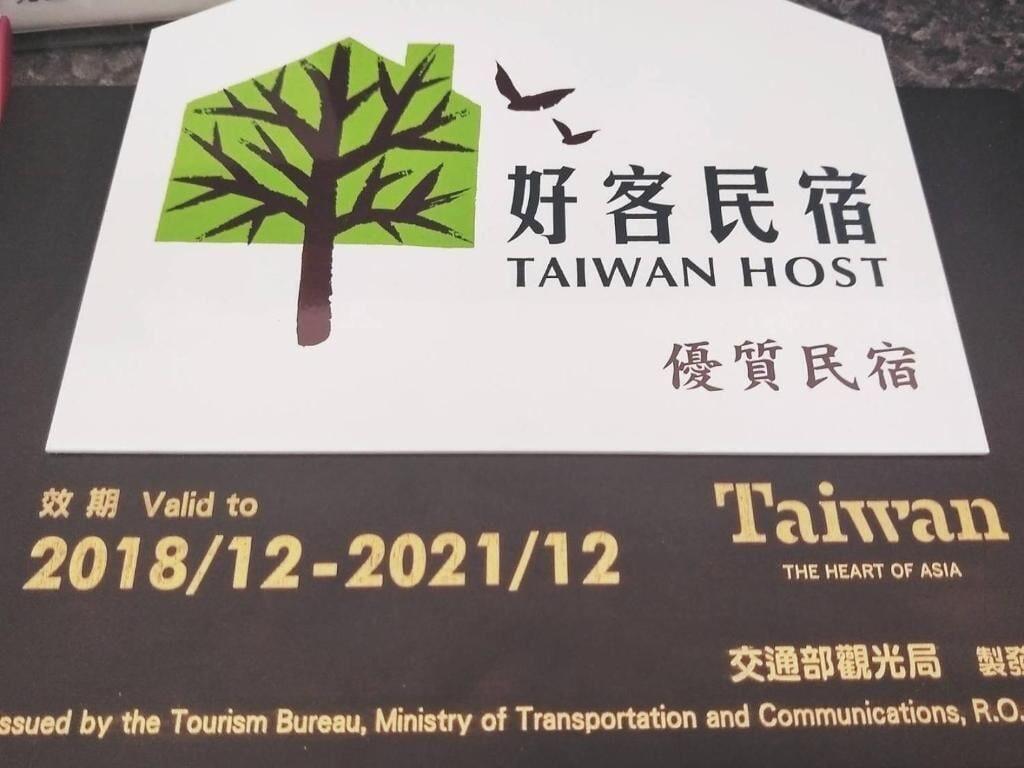 好客民宿
TAIWAN HOST
優質民宿
效期 Valid to
2018/12-2021/12
Taiwan
THE HEART OF ASIA
交通部觀光局 製發
ssued by the Tourism Bureau, Ministry of Transportation and Communications, R.O.